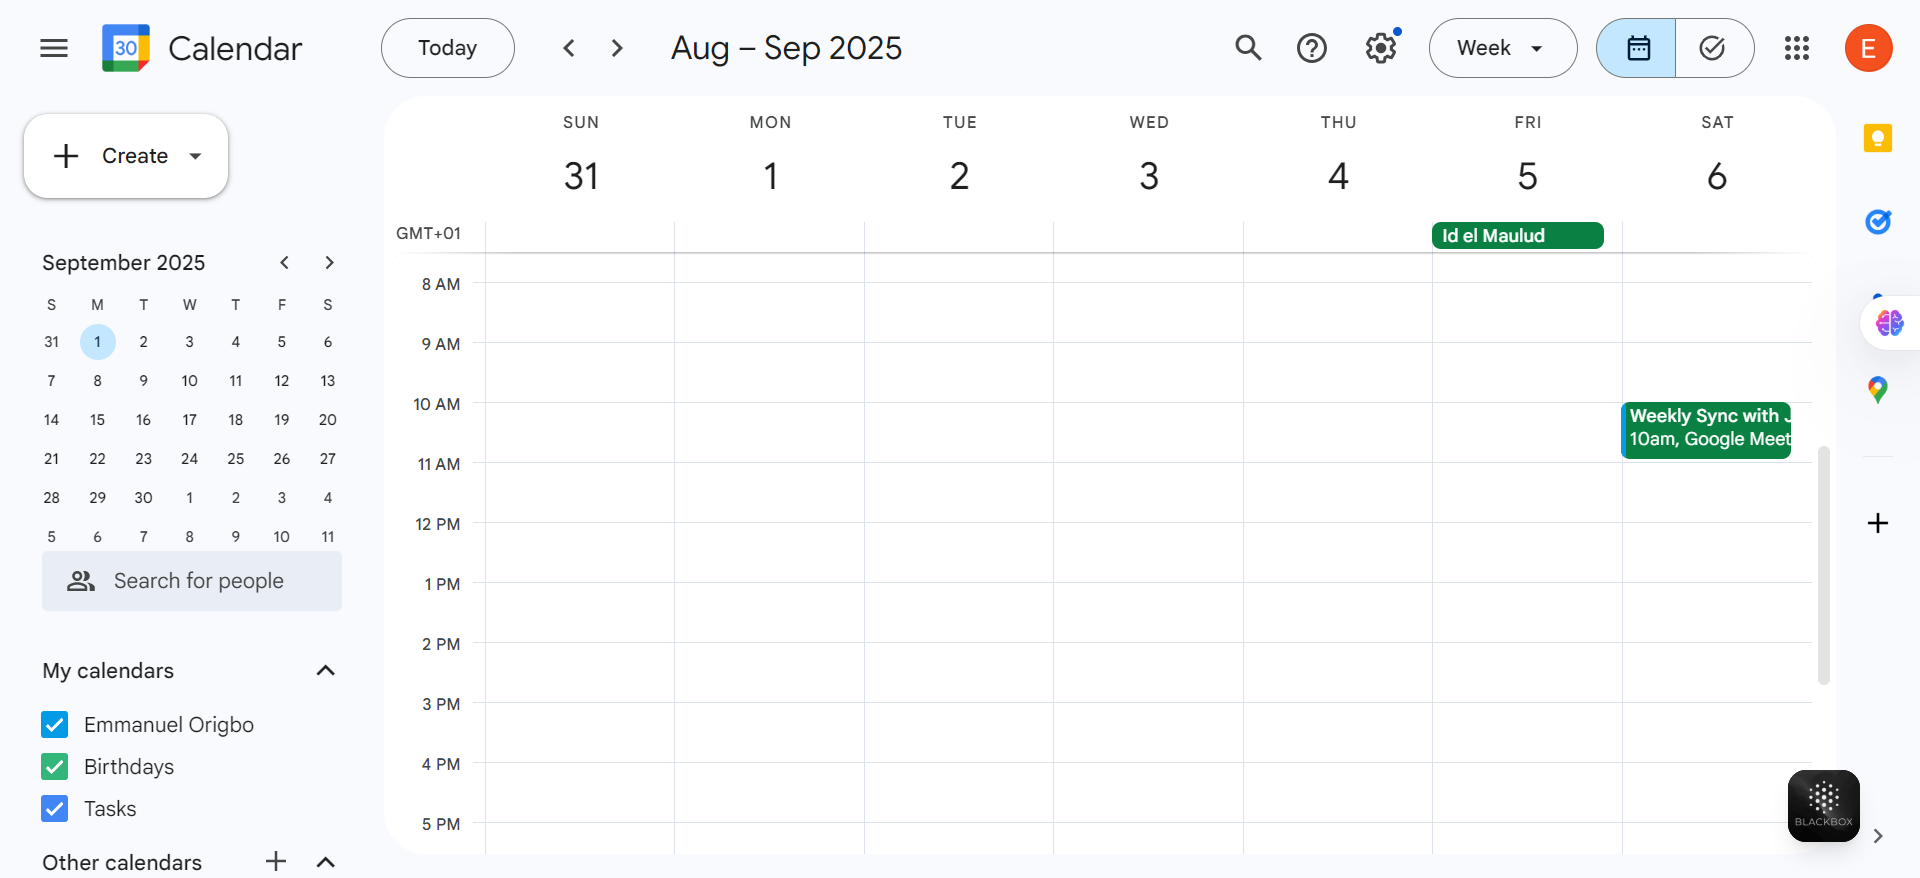 30 Calendar Today Aug – Sep 2025 Week E
Create
September 2025
S M T W T F S
31 1 2 3 4 5 6
7 8 9 10 11 12 13
14 15 16 17 18 19 20
21 22 23 24 25 26 27
28 29 30 1 2 3 4
5 6 7 8 9 10 11
Search for people
My calendars
Emmanuel Origbo
Birthdays
Tasks
Other calendars
SUN MON TUE WED THU FRI SAT
31 1 2 3 4 5 6
GMT+01
Id el Maulud
8 AM
9 AM
10 AM
Weekly Sync with
10am, Google Meet
11 AM
12 PM
1 PM
2 PM
3 PM
4 PM
5 PM
BLACKBOX